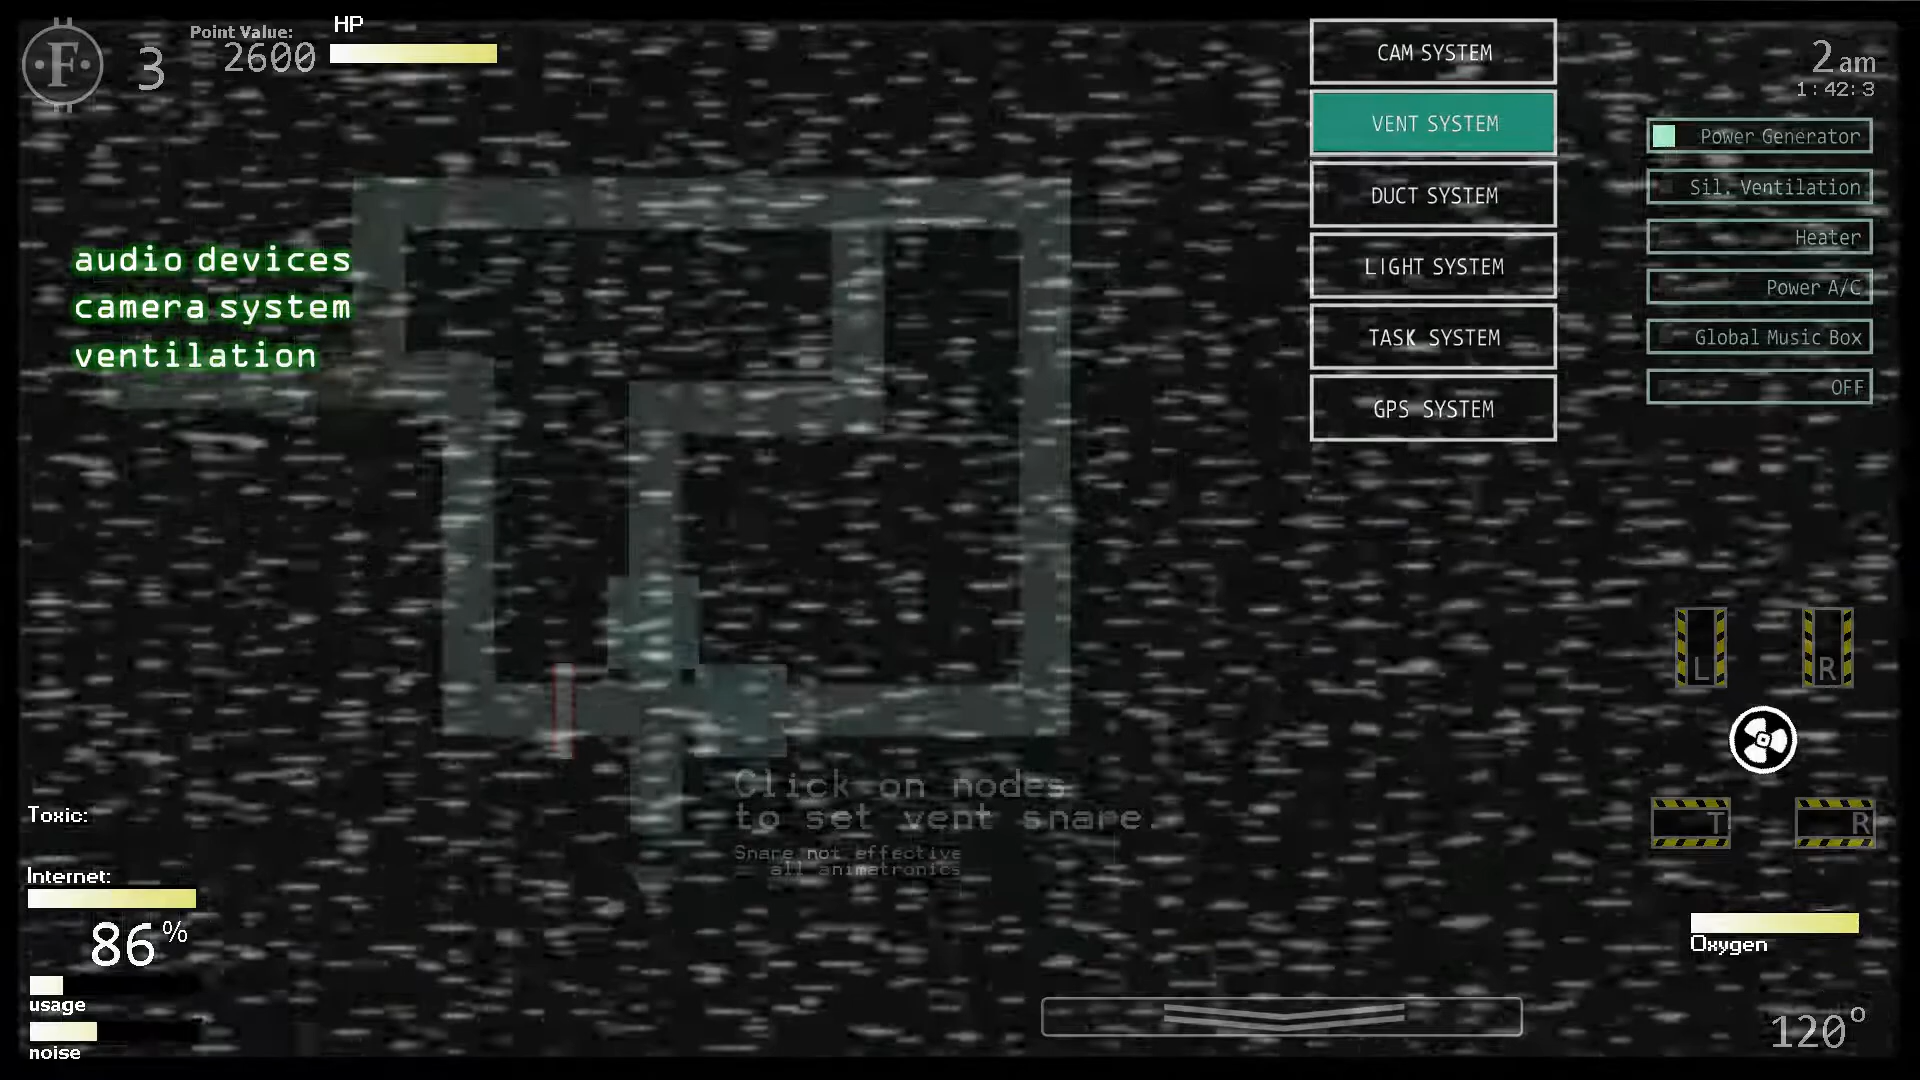 F
3
Point Value:
2600
HP
CAM SYSTEM
VENT SYSTEM
DUCT SYSTEM
LIGHT SYSTEM
TASK SYSTEM
GPS SYSTEM
2 am
1:42:3
Power Generator
Sil. Ventilation
Heater
Power A/C
Global Music Box
OFF
audio devices
camera system
ventilation
L
R
T
R
Click on nodes
to set vent snare.
Snare not effective
all animatronics
Toxic:
Internet:
86%
usage
noise
Oxygen
120°